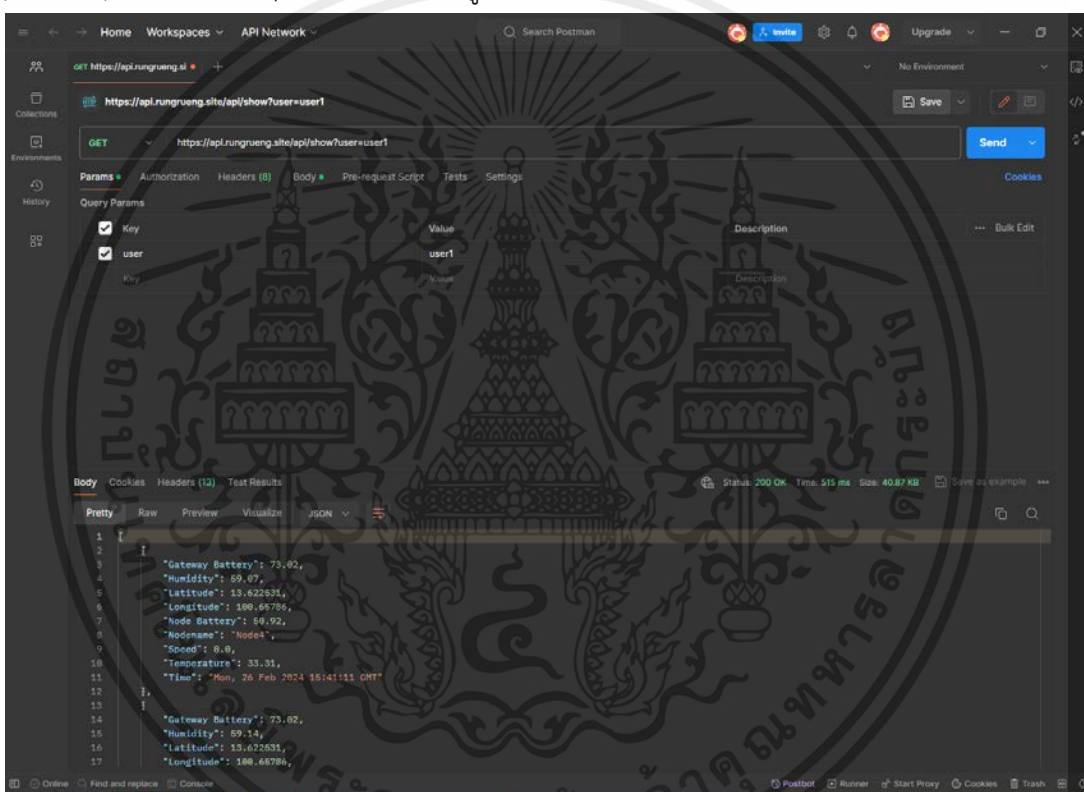 Home Workspaces API Network Search Postman Invite Upgrade
GET https://api.rungrueng.si No Environment
https://api.rungrueng.site/api/show?user=user1 Save
Collections
GET https://api.rungrueng.site/api/show?user=user1 Send
Environments
Params Authorization Headers (8) Body Pre-request Script Tests Settings Cookies
History
Query Params
Key Value Description Bulk Edit
user user1
Key Value Description
Body Cookies Headers (13) Test Results Status: 200 OK Time: 515 ms Size: 40.87 KB Save as example
Pretty Raw Preview Visualize JSON
1 [
2 {
3 "Gateway Battery": 73.02,
4 "Humidity": 59.07,
5 "Latitude": 13.622531,
6 "Longitude": 100.65786,
7 "Node Battery": 50.92,
8 "Nodename": "Node4",
9 "Speed": 0.0,
10 "Temperature": 33.31,
11 "Time": "Mon, 26 Feb 2024 15:41:11 GMT"
12 },
13 {
14 "Gateway Battery": 73.02,
15 "Humidity": 59.14,
16 "Latitude": 13.622531,
17 "Longitude": 100.65786,
Online Find and replace Console Postbot Runner Start Proxy Cookies Trash